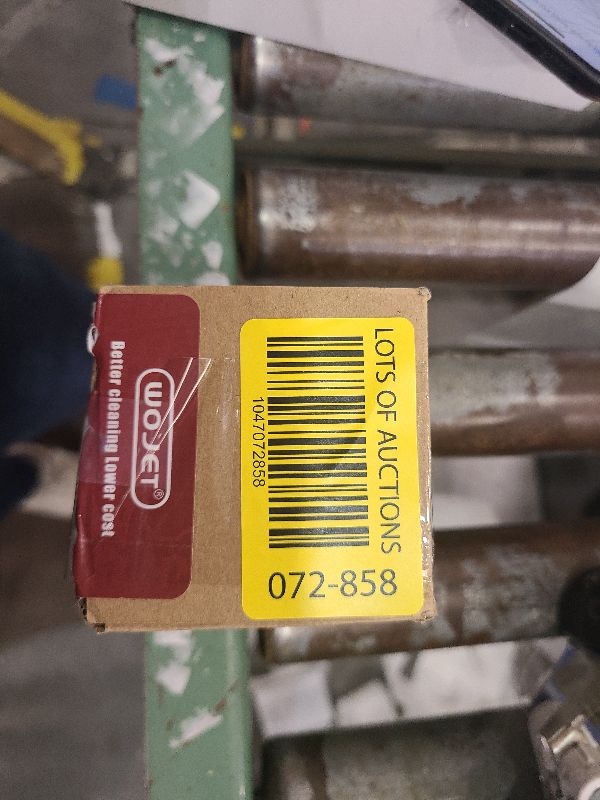 WOJET®
Better cleaning Lower cost
LOTS OF AUCTIONS
1047072858
072-858